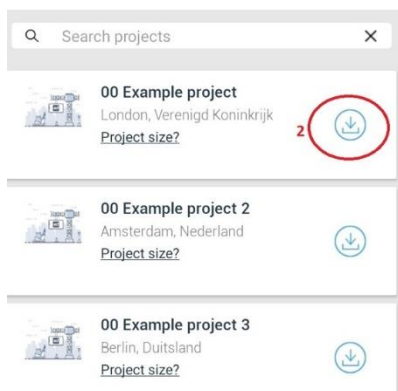 Search projects
00 Example project
London, Verenigd Koninkrijk
Project size?
2
00 Example project 2
Amsterdam, Nederland
Project size?
00 Example project 3
Berlin, Duitsland
Project size?